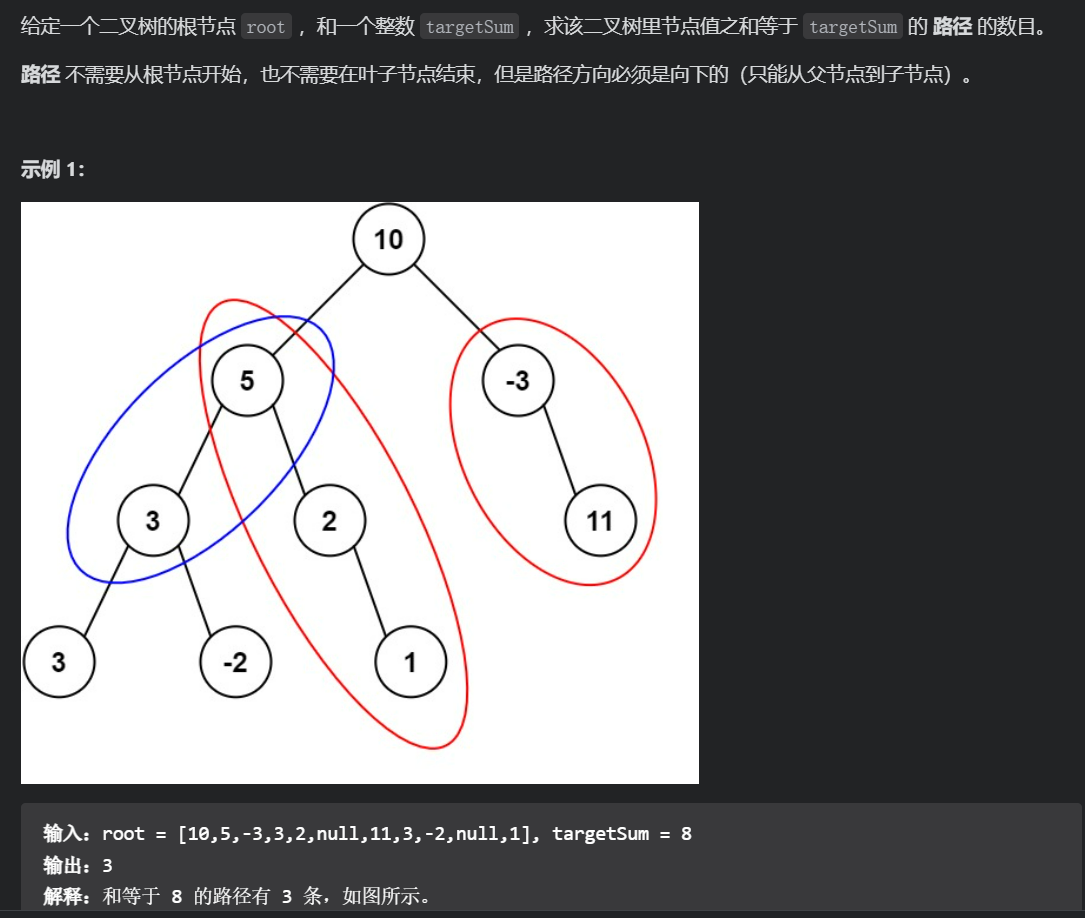 给定一个二叉树的根节点 root ，和一个整数 targetSum ，求该二叉树里节点值之和等于 targetSum 的 路径 的数目。
路径 不需要从根节点开始，也不需要在叶子节点结束，但是路径方向必须是向下的（只能从父节点到子节点）。
示例 1：
10
5
-3
3
2
11
3
-2
1
输入：root = [10,5,-3,3,2,null,11,3,-2,null,1], targetSum = 8
输出：3
解释：和等于 8 的路径有 3 条，如图所示。